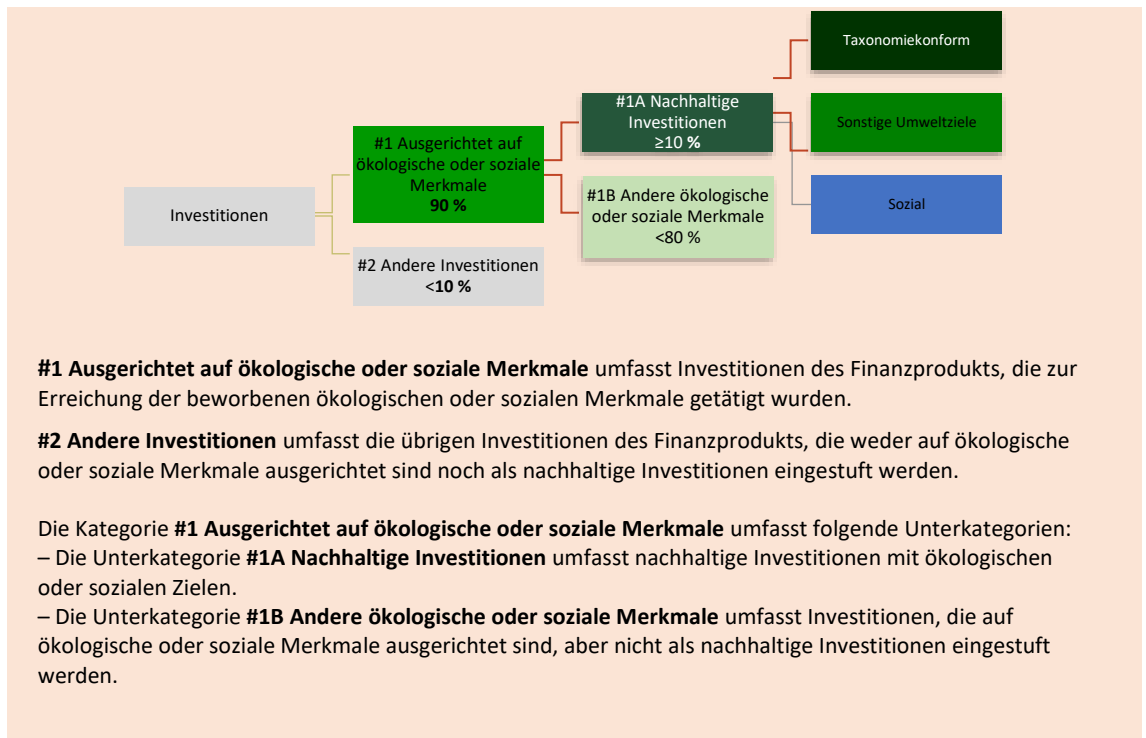 Taxonomiekonform
#1A Nachhaltige
Investitionen
≥10 %
Sonstige Umweltziele
#1 Ausgerichtet auf
ökologische oder soziale
Merkmale
90 %
#1B Andere ökologische
oder soziale Merkmale
<80 %
Sozial
Investitionen
#2 Andere Investitionen
<10 %
#1 Ausgerichtet auf ökologische oder soziale Merkmale umfasst Investitionen des Finanzprodukts, die zur
Erreichung der beworbenen ökologischen oder sozialen Merkmale getätigt wurden.
#2 Andere Investitionen umfasst die übrigen Investitionen des Finanzprodukts, die weder auf ökologische
oder soziale Merkmale ausgerichtet sind noch als nachhaltige Investitionen eingestuft werden.
Die Kategorie #1 Ausgerichtet auf ökologische oder soziale Merkmale umfasst folgende Unterkategorien:
– Die Unterkategorie #1A Nachhaltige Investitionen umfasst nachhaltige Investitionen mit ökologischen
oder sozialen Zielen.
– Die Unterkategorie #1B Andere ökologische oder soziale Merkmale umfasst Investitionen, die auf
ökologische oder soziale Merkmale ausgerichtet sind, aber nicht als nachhaltige Investitionen eingestuft
werden.